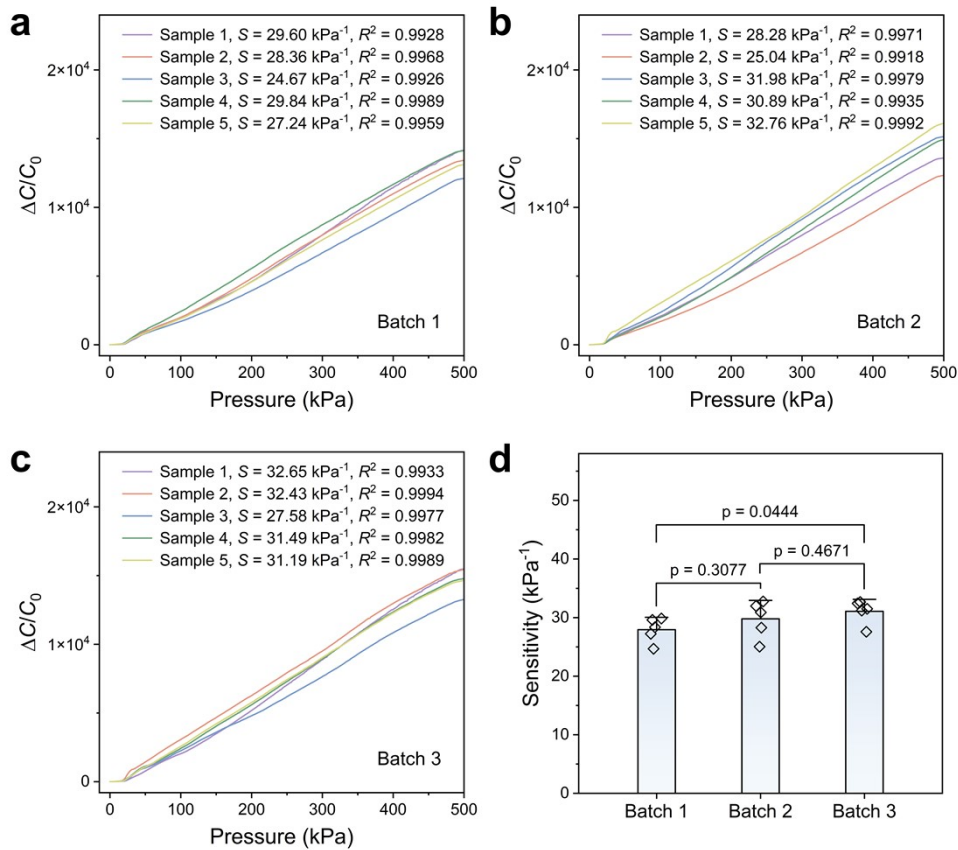 a
Sample 1, S = 29.60 kPa⁻¹, R² = 0.9928
Sample 2, S = 28.36 kPa⁻¹, R² = 0.9968
Sample 3, S = 24.67 kPa⁻¹, R² = 0.9926
Sample 4, S = 29.84 kPa⁻¹, R² = 0.9989
Sample 5, S = 27.24 kPa⁻¹, R² = 0.9959
2×10⁴
1×10⁴
0
ΔC/C₀
Batch 1
0 100 200 300 400 500
Pressure (kPa)
b
Sample 1, S = 28.28 kPa⁻¹, R² = 0.9971
Sample 2, S = 25.04 kPa⁻¹, R² = 0.9918
Sample 3, S = 31.98 kPa⁻¹, R² = 0.9979
Sample 4, S = 30.89 kPa⁻¹, R² = 0.9935
Sample 5, S = 32.76 kPa⁻¹, R² = 0.9992
2×10⁴
1×10⁴
0
ΔC/C₀
Batch 2
0 100 200 300 400 500
Pressure (kPa)
c
Sample 1, S = 32.65 kPa⁻¹, R² = 0.9933
Sample 2, S = 32.43 kPa⁻¹, R² = 0.9994
Sample 3, S = 27.58 kPa⁻¹, R² = 0.9977
Sample 4, S = 31.49 kPa⁻¹, R² = 0.9982
Sample 5, S = 31.19 kPa⁻¹, R² = 0.9989
2×10⁴
1×10⁴
0
ΔC/C₀
Batch 3
0 100 200 300 400 500
Pressure (kPa)
d
50
40
30
20
10
0
Sensitivity (kPa⁻¹)
p = 0.0444
p = 0.4671
p = 0.3077
Batch 1 Batch 2 Batch 3